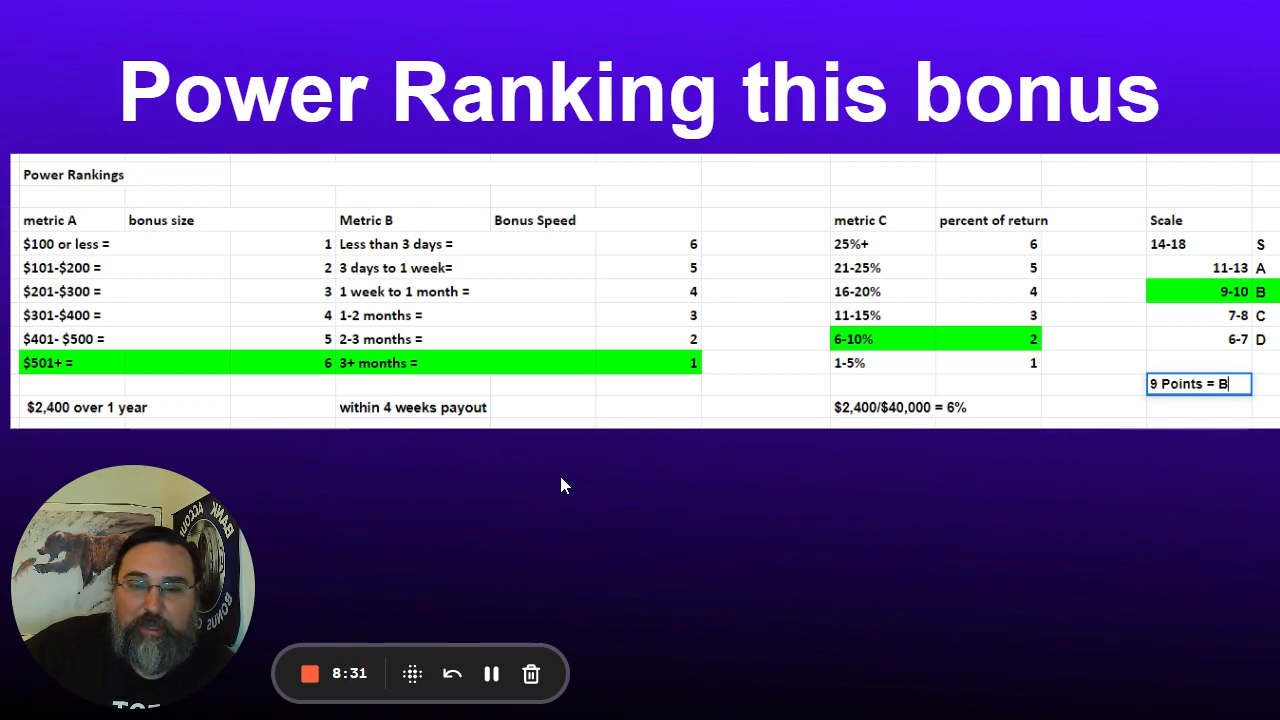 Power Ranking this bonus
Power Rankings
metric A bonus size Metric B Bonus Speed metric C percent of return Scale
$100 or less = 1 Less than 3 days = 6 25%+ 6 14-18 S
$101-$200 = 2 3 days to 1 week= 5 21-25% 5 11-13 A
$201-$300 = 3 1 week to 1 month = 4 16-20% 4 9-10 B
$301-$400 = 4 1-2 months = 3 11-15% 3 7-8 C
$401- $500 = 5 2-3 months = 2 6-10% 2 6-7 D
$501+ = 6 3+ months = 1 1-5% 1
9 Points = B
$2,400 over 1 year within 4 weeks payout $2,400/$40,000 = 6%
BANK
BONUS
8:31